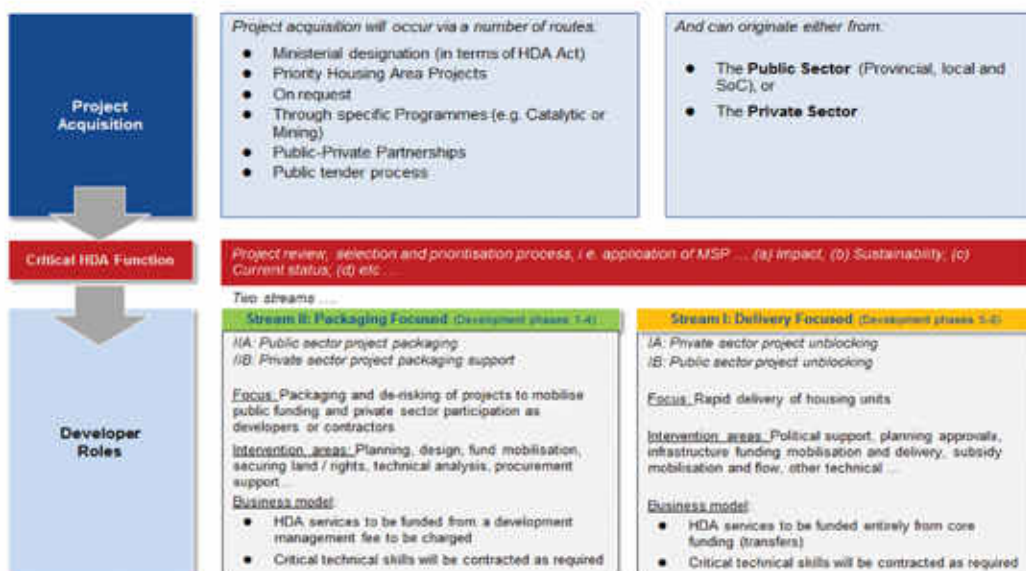 Project Acquisition
Project acquisition will occur via a number of routes:
● Ministerial designation (in terms of HDA Act)
● Priority Housing Area Projects
● On request
● Through specific Programmes (e.g. Catalytic or
Mining)
● Public-Private Partnerships
● Public tender process
And can originate either from:
● The Public Sector (Provincial, local and
SoC), or
● The Private Sector
Critical HDA Function
Project review, selection and prioritisation process, i.e. application of MSP ... (a) Impact, (b) Sustainability; (c)
Current status; (d) etc ...
Two streams ....
Developer
Roles
Stream II: Packaging Focused (Development phases 1-4)
IIA: Public sector project packaging
IIB: Private sector project packaging support
Focus: Packaging and de-risking of projects to mobilise
public funding and private sector participation as
developers or contractors
Intervention areas: Planning, design, fund mobilisation,
securing land / rights, technical analysis, procurement
support...
Business model:
● HDA services to be funded from a development
management fee to be charged
● Critical technical skills will be contracted as required
Stream I: Delivery Focused (Development phases
IA: Private sector project unblocking
IB: Public sector project unblocking
Focus: Rapid delivery of housing units
Intervention areas: Political support, planning approvals,
infrastructure funding mobilisation and delivery, subsidy
mobilisation and flow, other technical ...
Business model:
● HDA services to be funded entirely from core
funding (transfers)
● Critical technical skills will be contracted as required